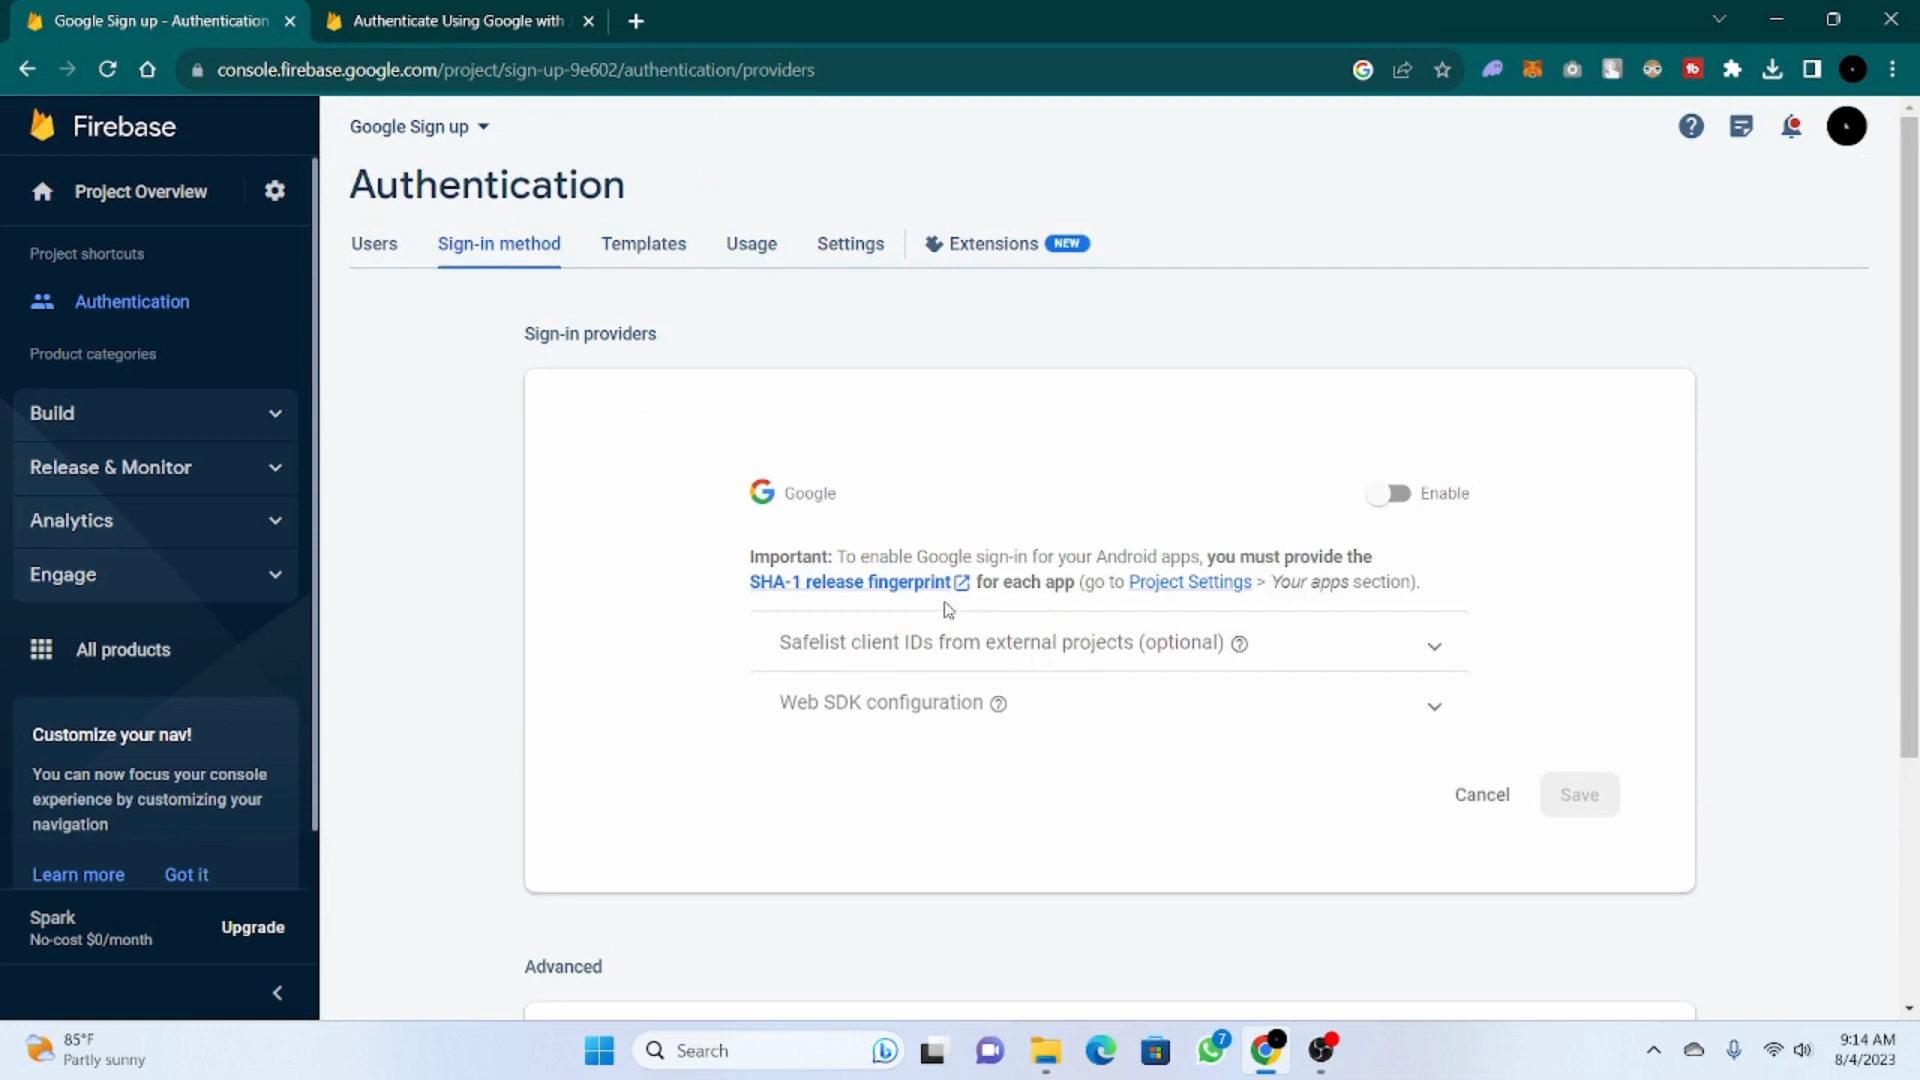 Google Sign up - Authentication
Authenticate Using Google with
console.firebase.google.com/project/sign-up-9e602/authentication/providers
Firebase
Project Overview
Project shortcuts
Authentication
Product categories
Build
Release & Monitor
Analytics
Engage
All products
Customize your nav!
You can now focus your console
experience by customizing your
navigation
Learn more Got it
Spark
No-cost $0/month
Upgrade
Google Sign up
Authentication
Users Sign-in method Templates Usage Settings Extensions NEW
Sign-in providers
Google Enable
Important: To enable Google sign-in for your Android apps, you must provide the
SHA-1 release fingerprint for each app (go to Project Settings > Your apps section).
Safelist client IDs from external projects (optional)
Web SDK configuration
Cancel Save
Advanced
85°F
Partly sunny
Search
7
9:14 AM
8/4/2023